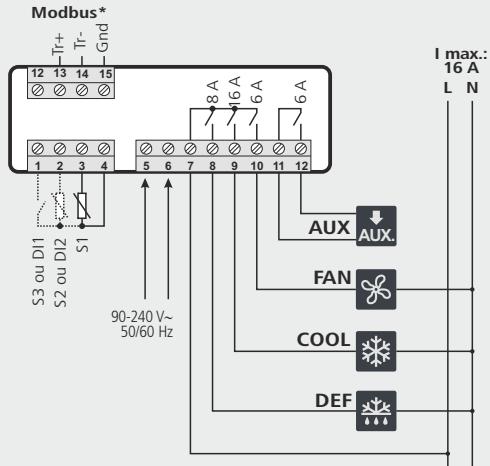 Modbus*
Tr+
Tr-
Gnd
I max.:
16 A
L N
12 13 14 15
8 A
16 A
6 A
6 A
1 2 3 4
5 6 7 8 9 10 11 12
S3 ou DI1
S2 ou DI2
S1
90-240 V~
50/60 Hz
AUX
AUX.
FAN
COOL
DEF